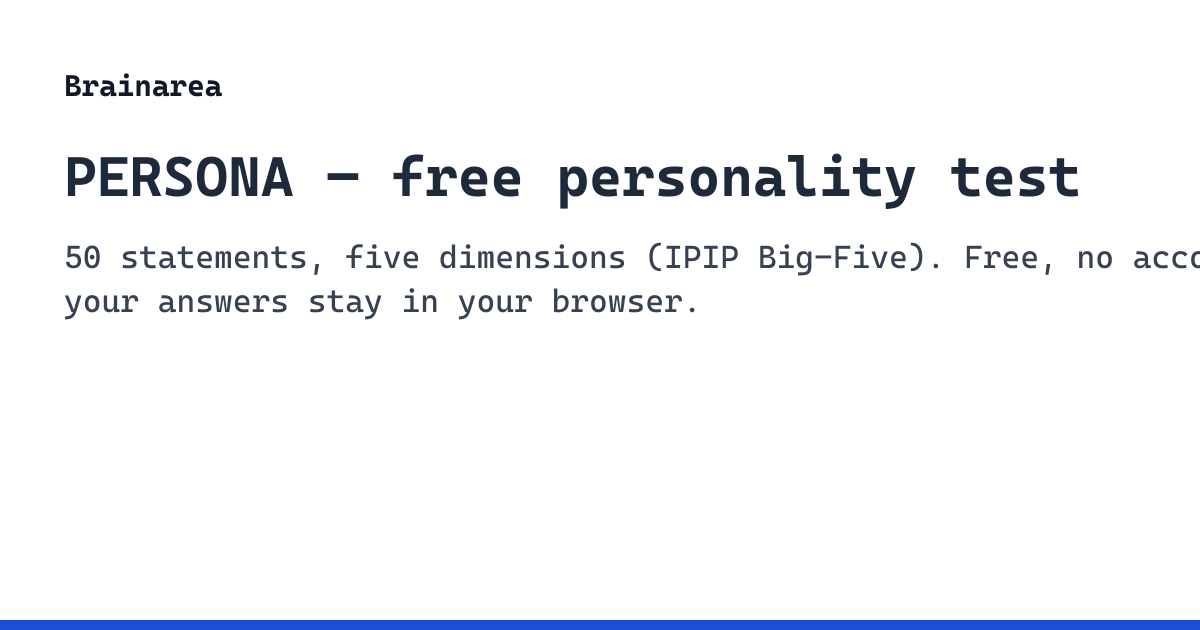 Brainarea
PERSONA — free personality test
50 statements, five dimensions (IPIP Big-Five). Free, no
your answers stay in your browser.